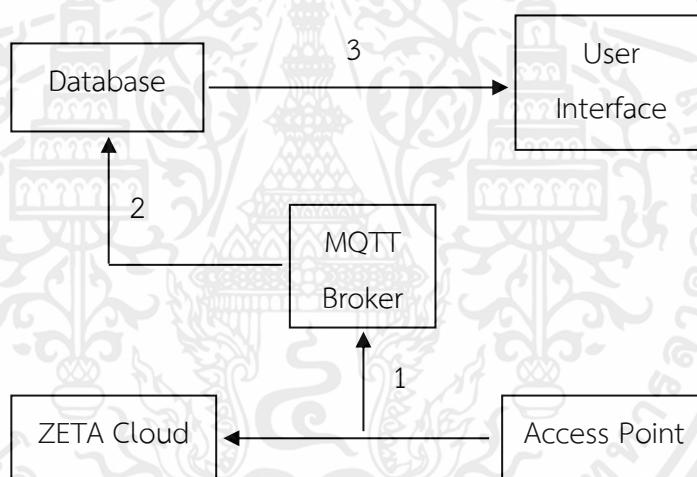 Database
3
User
Interface
2
MQTT
Broker
1
ZETA Cloud
Access Point